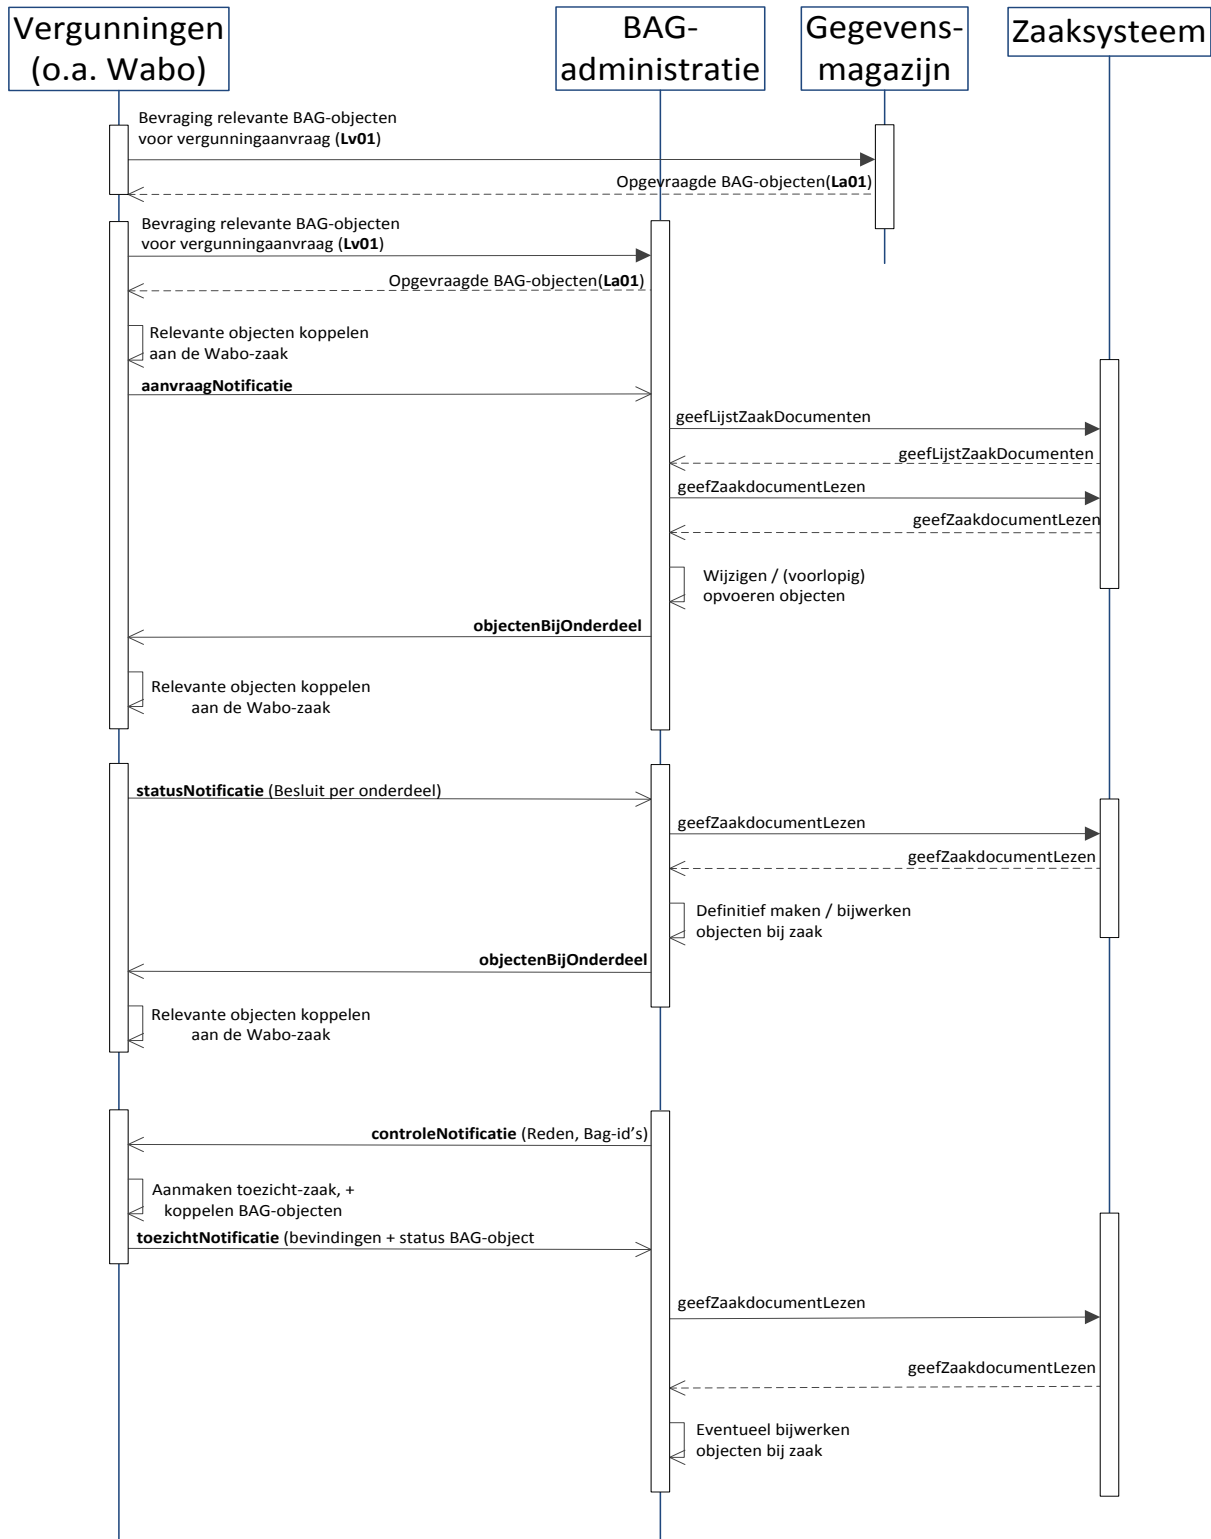 Vergunningen
(o.a. Wabo)
BAG-
administratie
Gegevens-
magazijn
Zaaksysteem
Bevraging relevante BAG-objecten
voor vergunningaanvraag (Lv01)
Opgevraagde BAG-objecten(La01)
Bevraging relevante BAG-objecten
voor vergunningaanvraag (Lv01)
Opgevraagde BAG-objecten(La01)
Relevante objecten koppelen
aan de Wabo-zaak
aanvraagNotificatie
geefLijstZaakDocumenten
geefLijstZaakDocumenten
geefZaakdocumentLezen
geefZaakdocumentLezen
Wijzigen / (voorlopig)
opvoeren objecten
objectenBijOnderdeel
Relevante objecten koppelen
aan de Wabo-zaak
statusNotificatie (Besluit per onderdeel)
geefZaakdocumentLezen
geefZaakdocumentLezen
Definitief maken / bijwerken
objecten bij zaak
objectenBijOnderdeel
Relevante objecten koppelen
aan de Wabo-zaak
controleNotificatie (Reden, Bag-id’s)
Aanmaken toezicht-zaak, +
koppelen BAG-objecten
toezichtNotificatie (bevindingen + status BAG-object
geefZaakdocumentLezen
geefZaakdocumentLezen
Eventueel bijwerken
objecten bij zaak